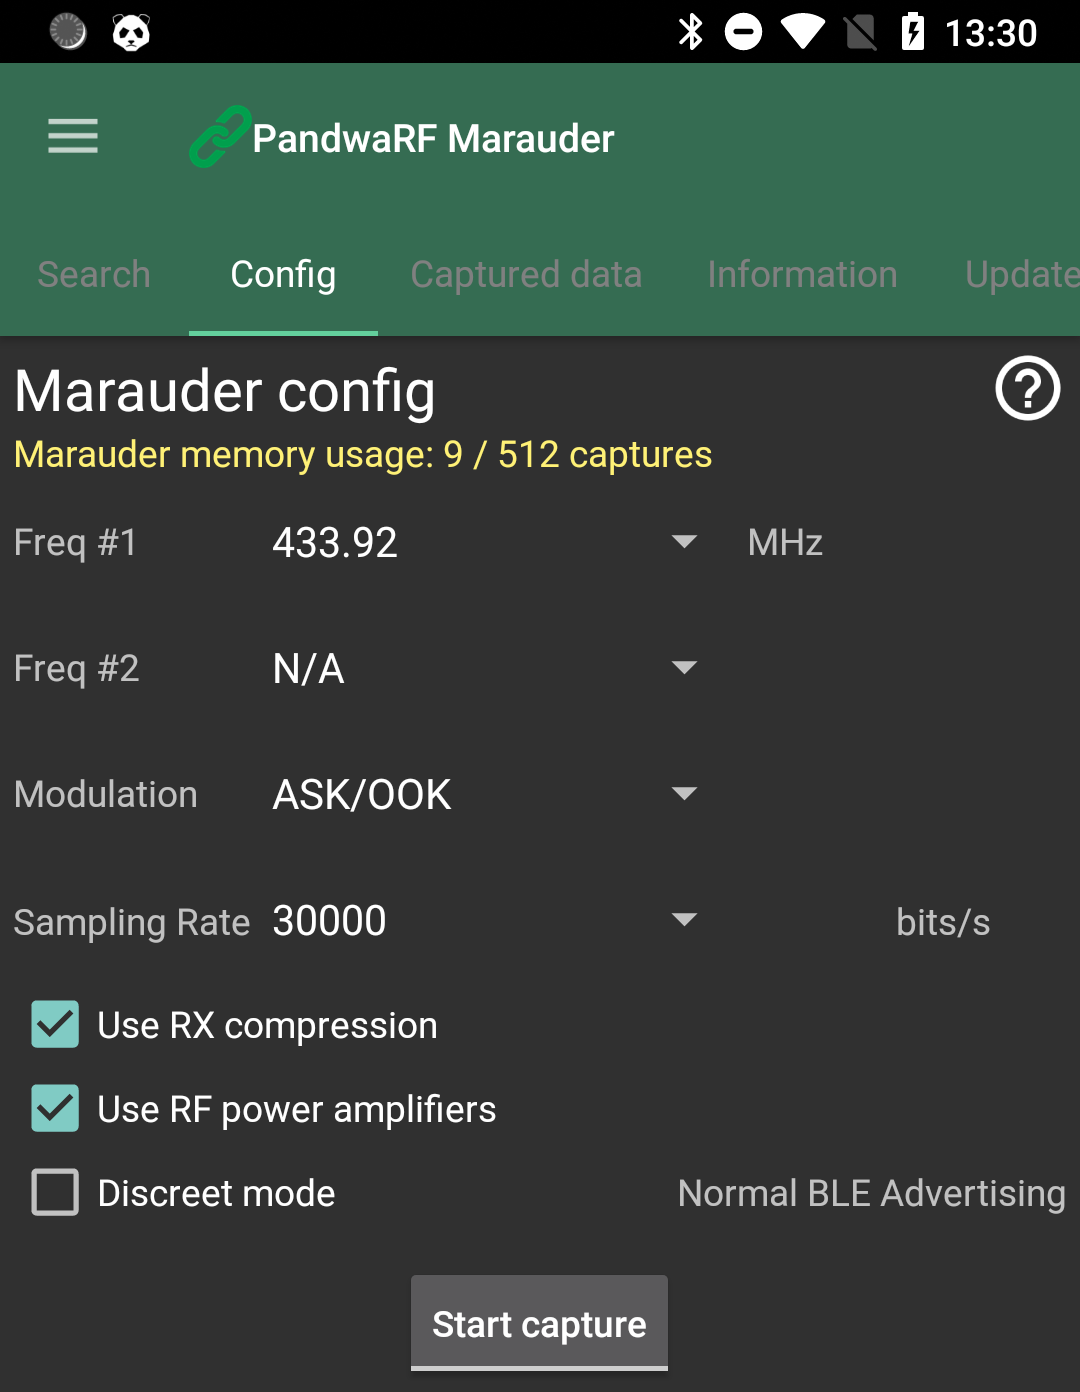 13:30
PandwaRF Marauder
Search Config Captured data Information Update
Marauder config
Marauder memory usage: 9 / 512 captures
Freq #1 433.92 MHz
Freq #2 N/A
Modulation ASK/OOK
Sampling Rate 30000 bits/s
Use RX compression
Use RF power amplifiers
Discreet mode Normal BLE Advertising
Start capture